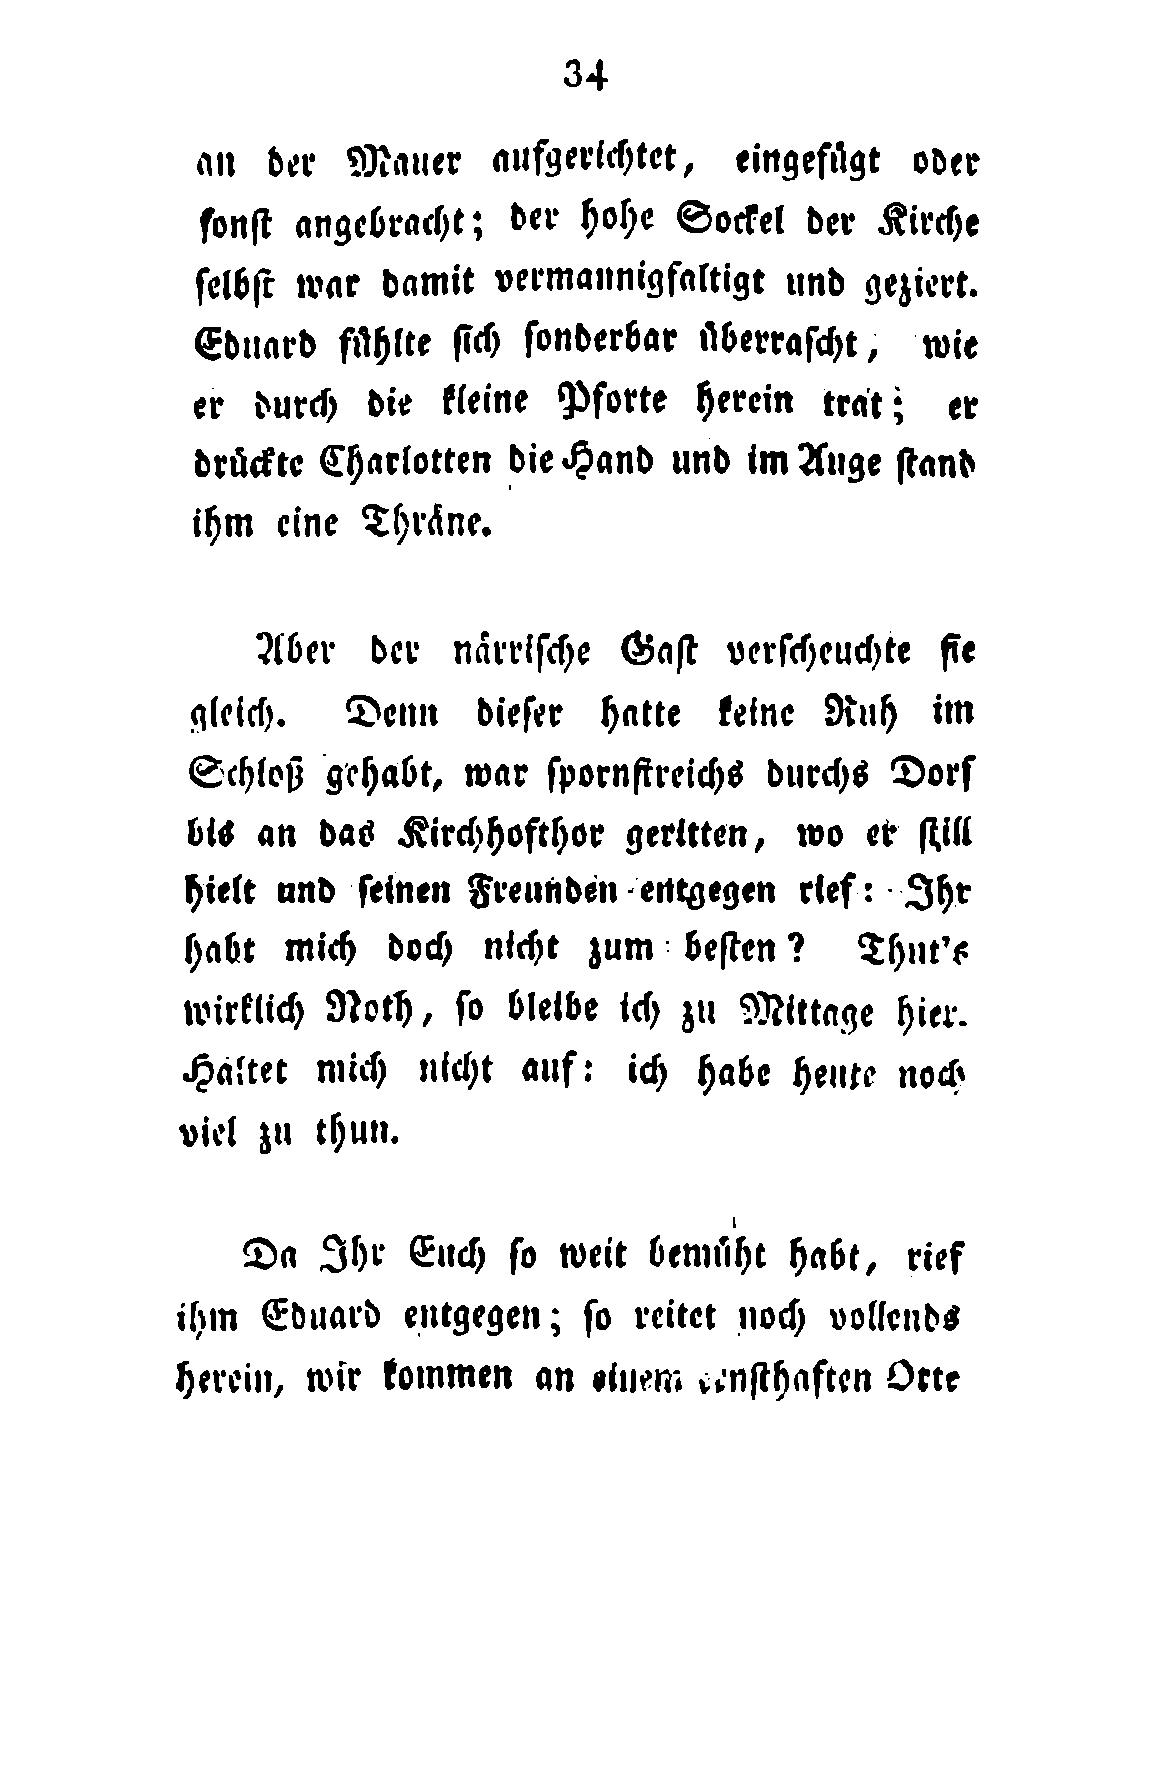 34
an der Mauer aufgerichtet, eingefügt oder
sonst angebracht; der hohe Sockel der Kirche
selbst war damit vermannigfaltigt und geziert.
Eduard fühlte sich sonderbar überrascht, wie
er durch die kleine Pforte herein trat; er
drückte Charlotten die Hand und im Auge stand
ihm eine Thräne.
Aber der närrische Gast verscheuchte sie
gleich. Denn dieser hatte keine Ruh im
Schloß gehabt, war spornstreichs durchs Dorf
bis an das Kirchhofthor geritten, wo er still
hielt und seinen Freunden entgegen rief: Ihr
habt mich doch nicht zum besten? Thut's
wirklich Noth, so bleibe ich zu Mittage hier.
Haltet mich nicht auf: ich habe heute noch
viel zu thun.
Da Ihr Euch so weit bemüht habt, rief
ihm Eduard entgegen; so reitet noch vollends
herein, wir kommen an einem ernsthaften Orte